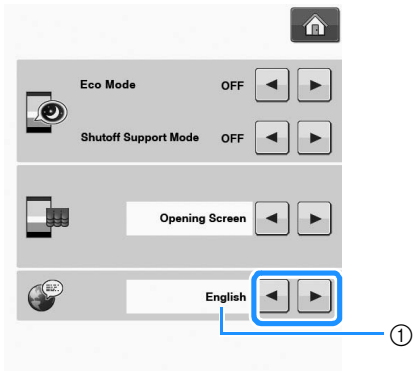 Eco Mode OFF
Shutoff Support Mode OFF
Opening Screen
English
①